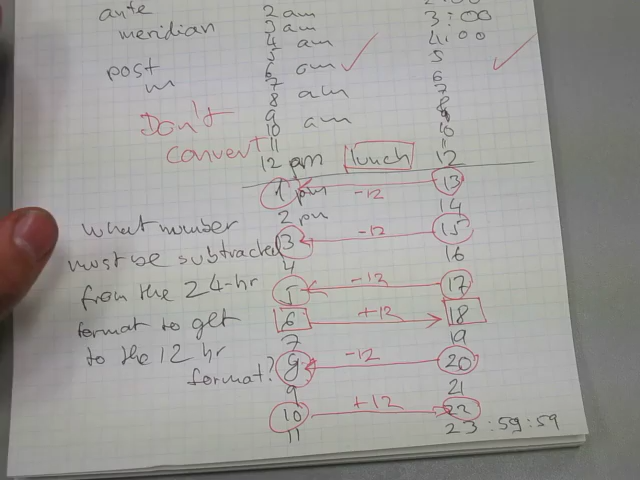 ante 2 am
meridian 3 am 3:00
4 am 4:00
5 5
post 6 am 6
m 7 7
8 am 8
Don't 9 am 9
10 10
convert 11 11
12 pm lunch 12
1 pm -12 13
2 pm 14
what number 3 -12 15
must be subtracted 4 16
from the 24-hr 5 -12 17
format to get 6 +12 18
7 19
to the 12 hr 8 -12 20
format? 9 21
10 +12 22
11 23:59:59